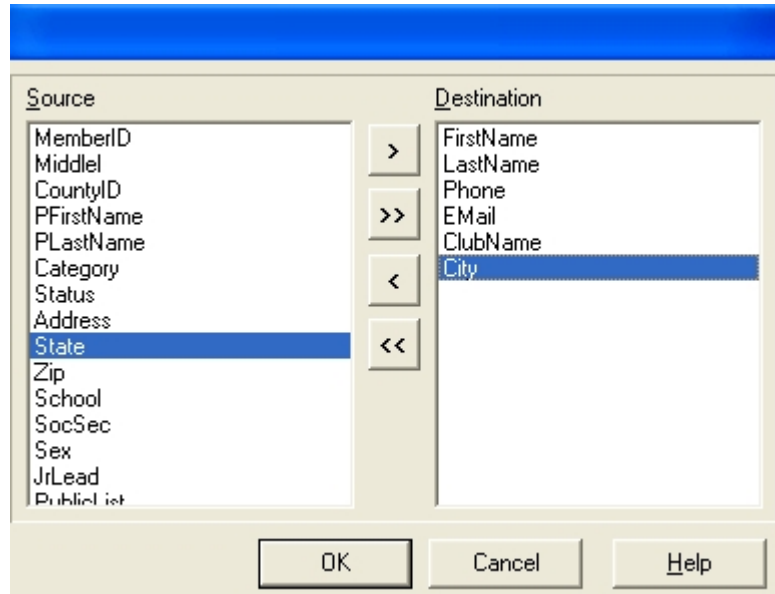 Source
MemberID
MiddleI
CountyID
PFirstName
PLastName
Category
Status
Address
State
Zip
School
SocSec
Sex
JrLead
PublicList
>
>>
<
<<
Destination
FirstName
LastName
Phone
EMail
ClubName
City
OK
Cancel
Help